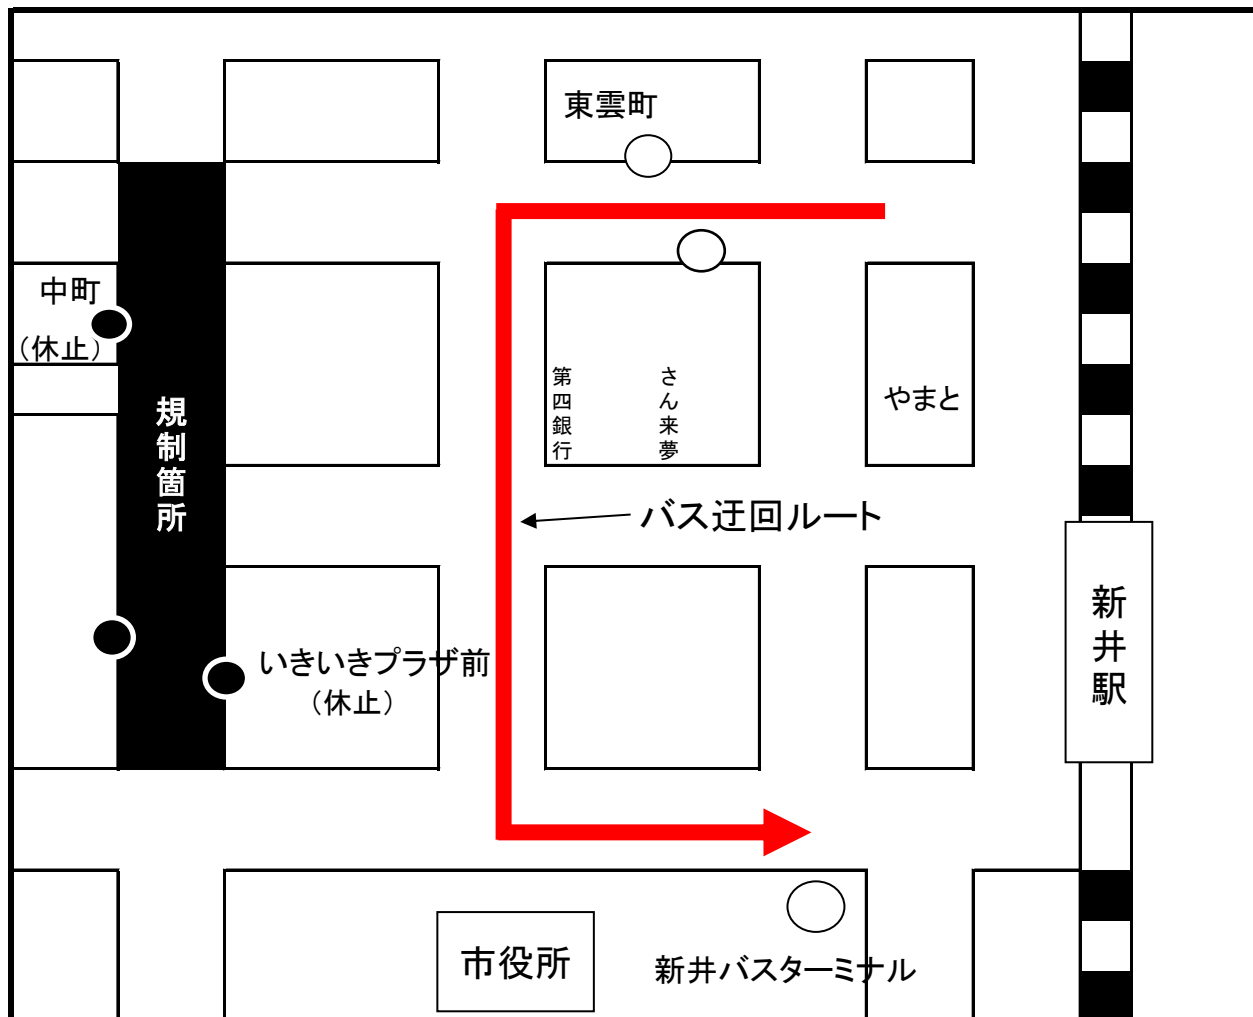 東雲町
中町
（休止）
規制箇所
第四銀行
さん来夢
やまと
バス迂回ルート
新井駅
いきいきプラザ前
（休止）
市役所
新井バスターミナル